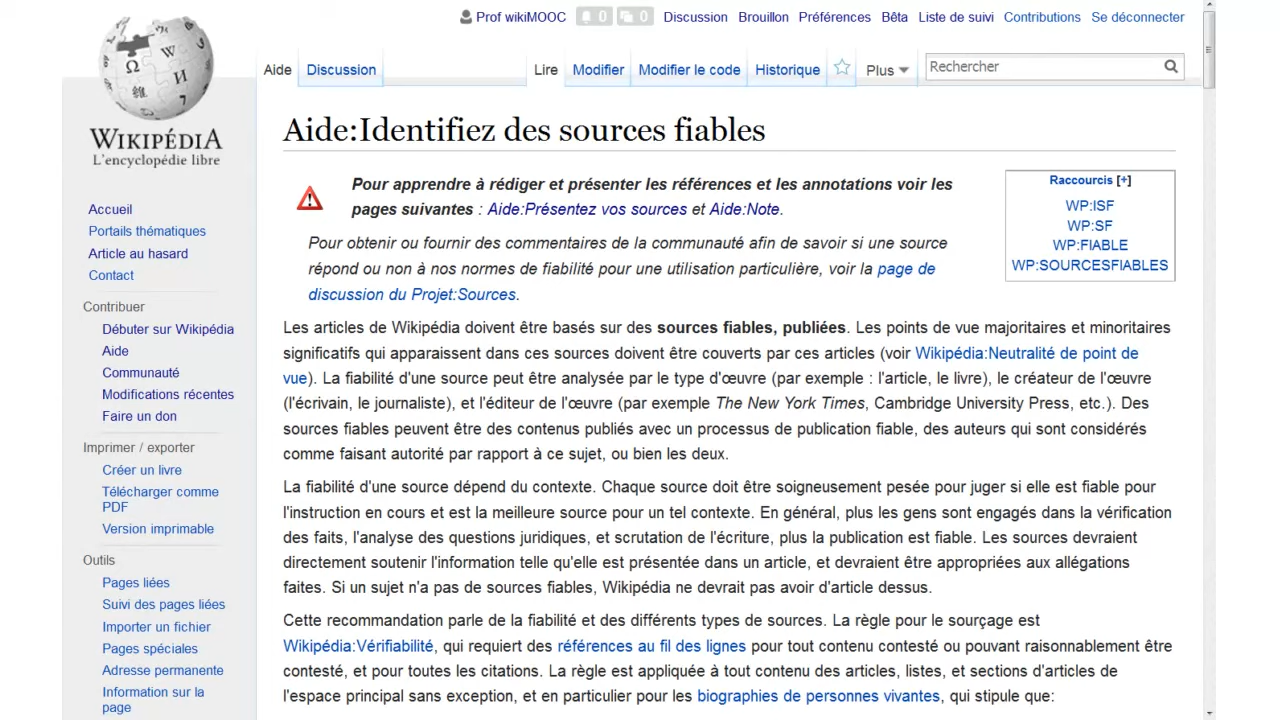 Prof wikiMOOC 0 0 Discussion Brouillon Préférences Bêta Liste de suivi Contributions Se déconnecter
Aide Discussion Lire Modifier Modifier le code Historique Plus Rechercher
WIKIPÉDIA
L'encyclopédie libre
Accueil
Portails thématiques
Article au hasard
Contact
Contribuer
Débuter sur Wikipédia
Aide
Communauté
Modifications récentes
Faire un don
Imprimer / exporter
Créer un livre
Télécharger comme
PDF
Version imprimable
Outils
Pages liées
Suivi des pages liées
Importer un fichier
Pages spéciales
Adresse permanente
Information sur la
page
Aide:Identifiez des sources fiables
Pour apprendre à rédiger et présenter les références et les annotations voir les
pages suivantes : Aide:Présentez vos sources et Aide:Note.
Pour obtenir ou fournir des commentaires de la communauté afin de savoir si une source
répond ou non à nos normes de fiabilité pour une utilisation particulière, voir la page de
discussion du Projet:Sources.
Raccourcis [+]
WP:ISF
WP:SF
WP:FIABLE
WP:SOURCESFIABLES
Les articles de Wikipédia doivent être basés sur des sources fiables, publiées. Les points de vue majoritaires et minoritaires
significatifs qui apparaissent dans ces sources doivent être couverts par ces articles (voir Wikipédia:Neutralité de point de
vue). La fiabilité d'une source peut être analysée par le type d'œuvre (par exemple : l'article, le livre), le créateur de l'œuvre
(l'écrivain, le journaliste), et l'éditeur de l'œuvre (par exemple The New York Times, Cambridge University Press, etc.). Des
sources fiables peuvent être des contenus publiés avec un processus de publication fiable, des auteurs qui sont considérés
comme faisant autorité par rapport à ce sujet, ou bien les deux.
La fiabilité d'une source dépend du contexte. Chaque source doit être soigneusement pesée pour juger si elle est fiable pour
l'instruction en cours et est la meilleure source pour un tel contexte. En général, plus les gens sont engagés dans la vérification
des faits, l'analyse des questions juridiques, et scrutation de l'écriture, plus la publication est fiable. Les sources devraient
directement soutenir l'information telle qu'elle est présentée dans un article, et devraient être appropriées aux allégations
faites. Si un sujet n'a pas de sources fiables, Wikipédia ne devrait pas avoir d'article dessus.
Cette recommandation parle de la fiabilité et des différents types de sources. La règle pour le sourçage est
Wikipédia:Vérifiabilité, qui requiert des références au fil des lignes pour tout contenu contesté ou pouvant raisonnablement être
contesté, et pour toutes les citations. La règle est appliquée à tout contenu des articles, listes, et sections d'articles de
l'espace principal sans exception, et en particulier pour les biographies de personnes vivantes, qui stipule que: